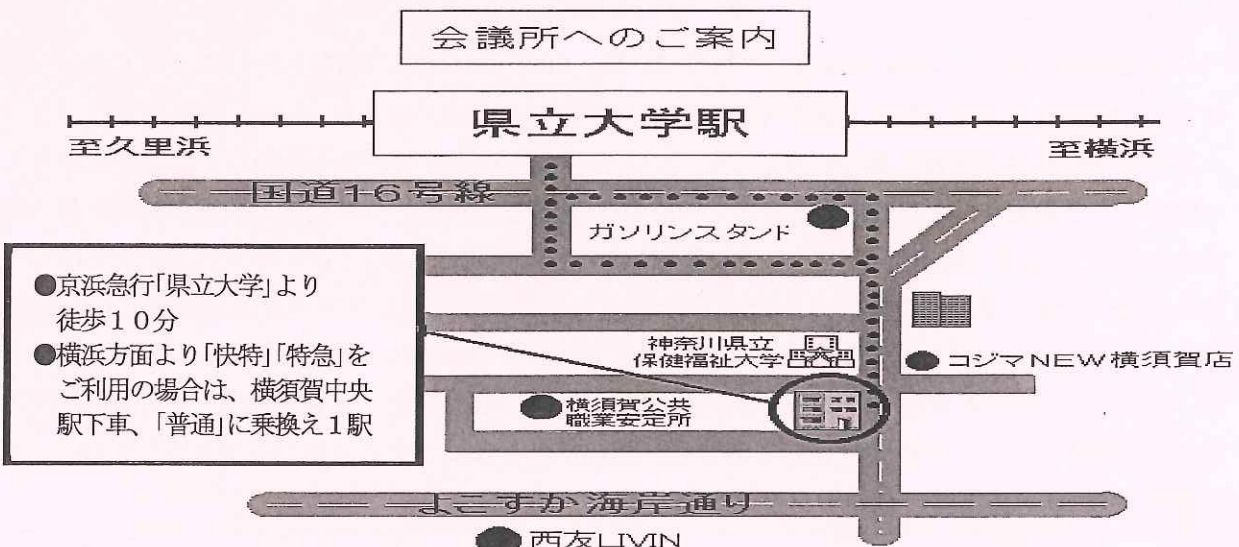 会議所へのご案内
県立大学駅
至久里浜
至横浜
国道16号線
ガソリンスタンド
●京浜急行「県立大学」より
徒歩10分
●横浜方面より「快特」「特急」を
ご利用の場合は、横須賀中央
駅下車、「普通」に乗換え1駅
神奈川県立
保健福祉大学
コジマNEW横須賀店
横須賀公共
職業安定所
よこすか海岸通り
西友LIVIN